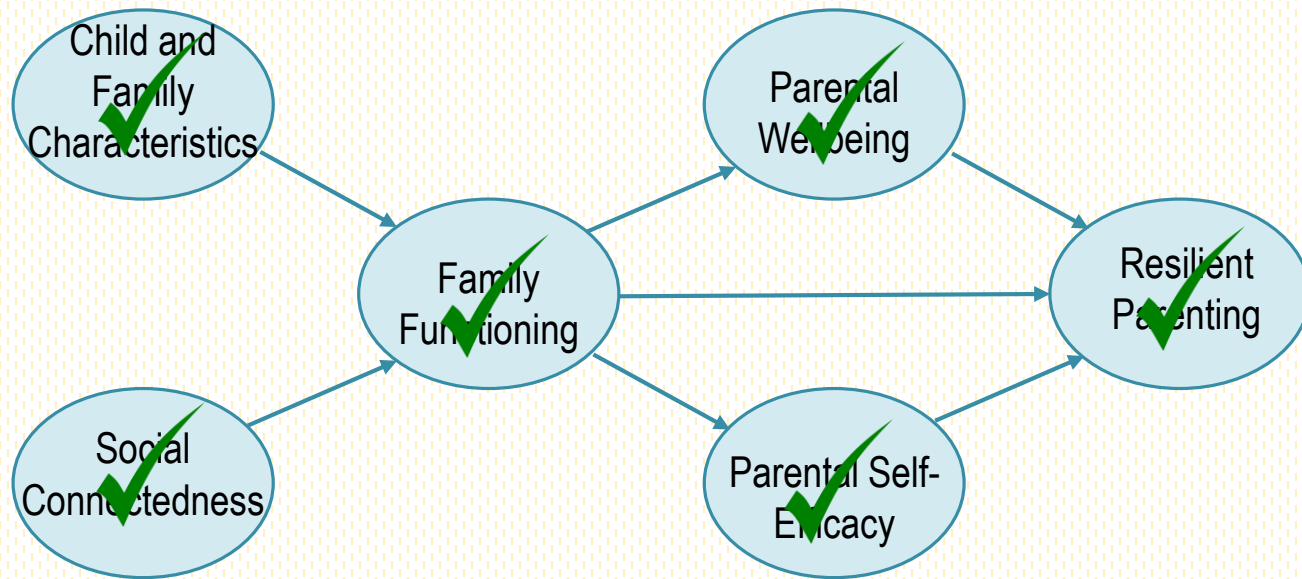 Child and
Family
Characteristics
Parental
Wellbeing
Family
Functioning
Resilient
Parenting
Social
Connectedness
Parental Self-
Efficacy